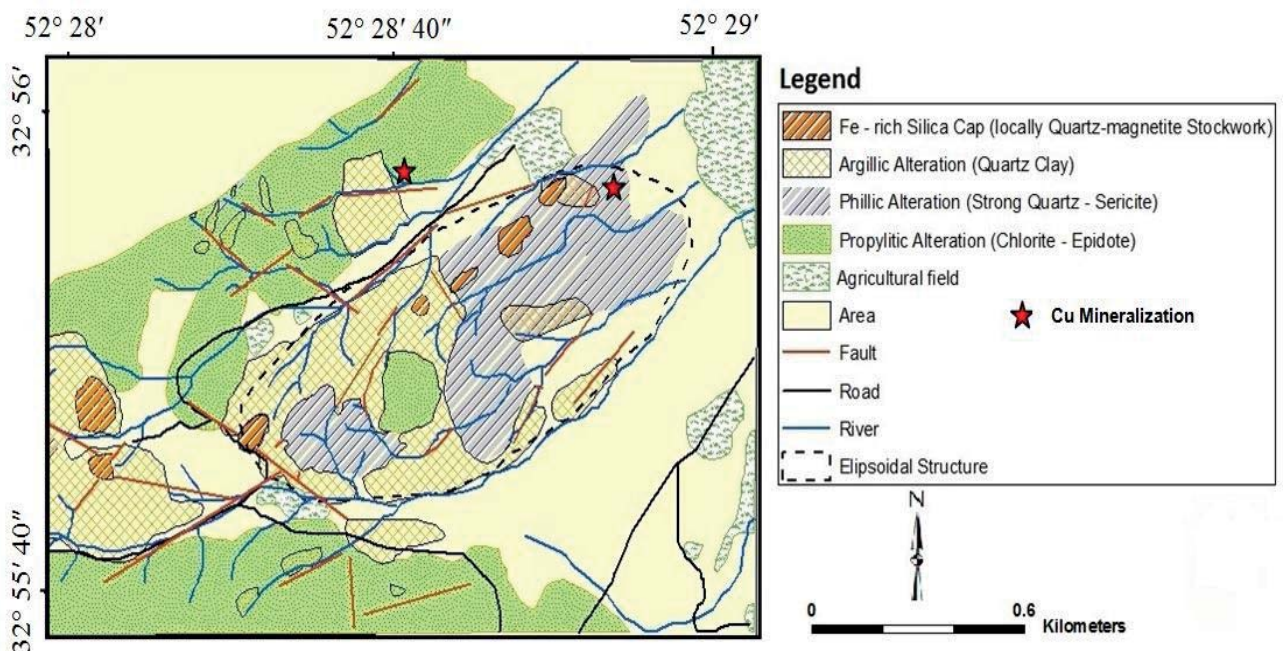 52° 28′
52° 28′ 40″
52° 29′
32° 56′
32° 55′ 40″
Legend
Fe - rich Silica Cap (locally Quartz-magnetite Stockwork)
Argillic Alteration (Quartz Clay)
Phillic Alteration (Strong Quartz - Sericite)
Propylitic Alteration (Chlorite - Epidote)
Agricultural field
Area
Cu Mineralization
Fault
Road
River
Elipsoidal Structure
N
0
0.6
Kilometers